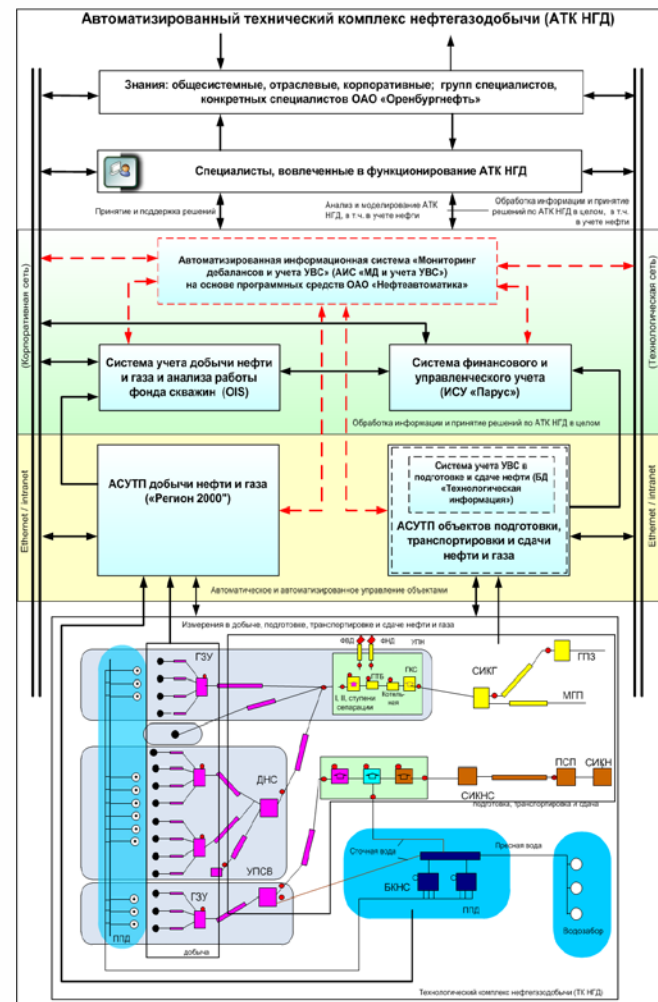 Автоматизированный технический комплекс нефтегазодобычи (АТК НГД)
Знания: общесистемные, отраслевые, корпоративные; групп специалистов,
конкретных специалистов ОАО «Оренбургнефть»
Специалисты, вовлеченные в функционирование АТК НГД
Принятие и поддержка решений
Анализ и моделирование АТК
НГД, в т.ч. в учете нефти
Обработка информации и принятие
решений по АТК НГД в целом, в т.ч.
в учете нефти
(Корпоративная сеть)
(Технологическая сеть)
Автоматизированная информационная система «Мониторинг
дебалансов и учета УВС» (АИС «МД и учета УВС»)
на основе программных средств ОАО «Нефтеавтоматика»
Система учета добычи нефти
и газа и анализа работы
фонда скважин (OIS)
Система финансового и
управленческого учета
(ИСУ «Парус»)
Обработка информации и принятие решений по АТК НГД в целом
Ethernet / intranet
Ethernet / intranet
АСУТП добычи нефти и газа
(«Регион 2000")
Система учета УВС в
подготовке и сдаче нефти (БД
«Технологическая
информация»)
АСУТП объектов подготовки,
транспортировки и сдачи
нефти и газа
Автоматическое и автоматизированное управление объектами
Измерения в добыче, подготовке, транспортировке и сдаче нефти и газа
ГЗУ
ФВД
ФНД
УПН
ГТБ
ГКС
I, II, ступени
сепарации
Котель-
ная
СИКГ
ГПЗ
МГП
ДНС
СИКНС
ПСП
СИКН
подготовка, транспортировка и сдача
УПСВ
ГЗУ
Сточная вода
Пресная вода
БКНС
ППД
Водозабор
ППД
добыча
Технологический комплекс нефтегазодобычи (ТК НГД)